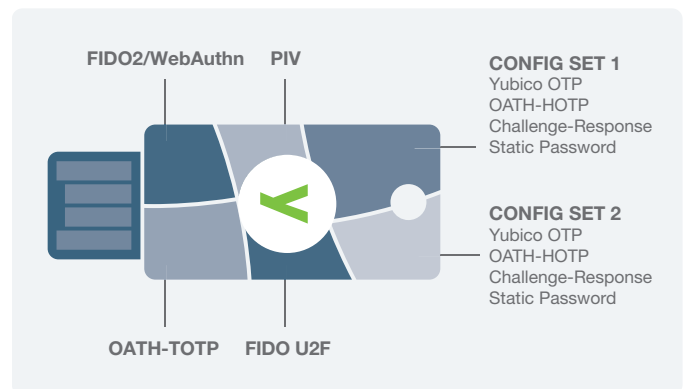 FIDO2/WebAuthn PIV
CONFIG SET 1
Yubico OTP
OATH-HOTP
Challenge-Response
Static Password
CONFIG SET 2
Yubico OTP
OATH-HOTP
Challenge-Response
Static Password
OATH-TOTP FIDO U2F